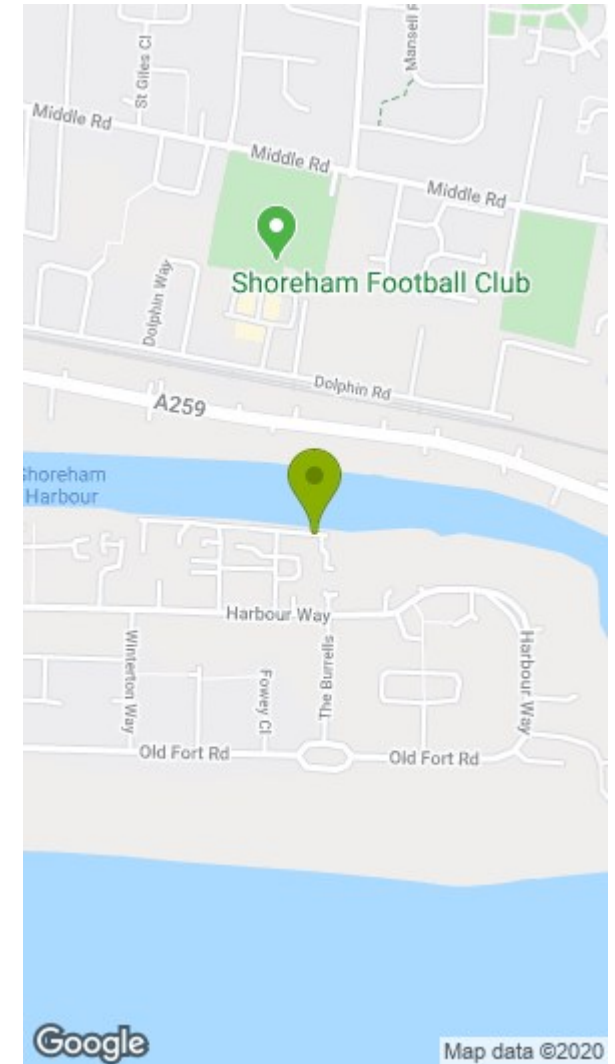 St Giles Cl
Mansell R
Middle Rd
Middle Rd
Middle Rd
Shoreham Football Club
Dolphin Way
Dolphin Rd
A259
Shoreham
Harbour
Harbour Way
Winterton Way
Fowey Cl
The Burrells
Harbour Way
Old Fort Rd
Old Fort Rd
Google
Map data ©2020